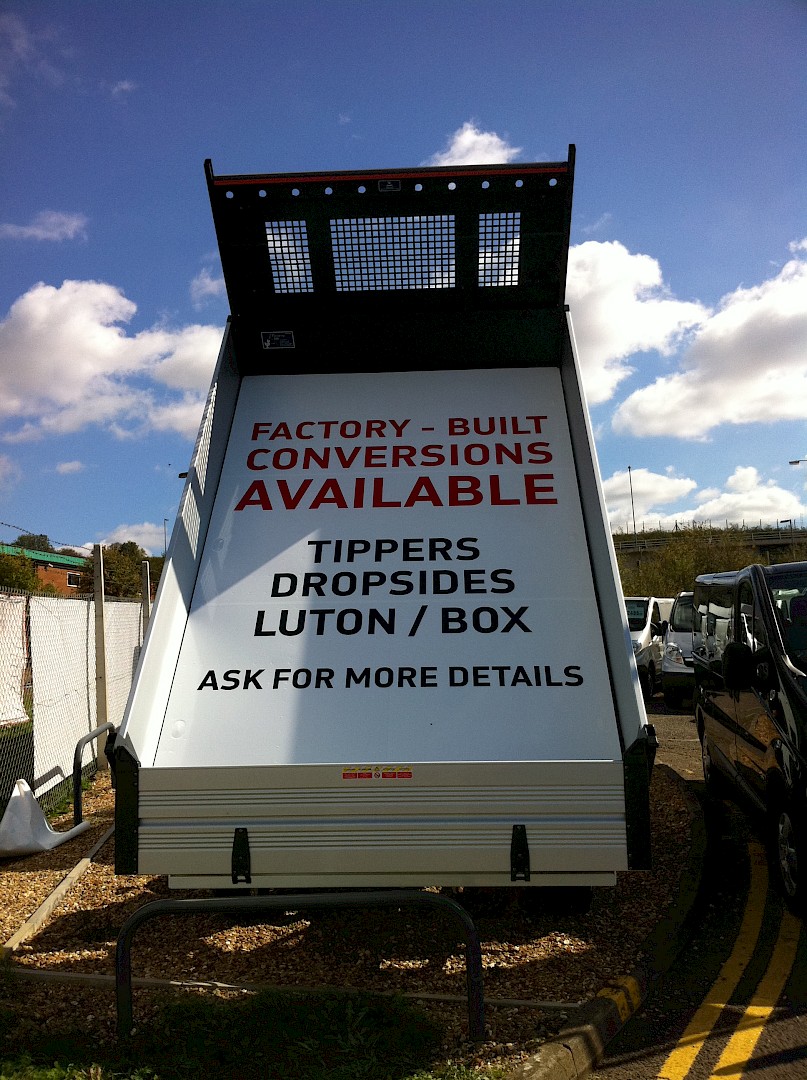 FACTORY - BUILT
CONVERSIONS
AVAILABLE
TIPPERS
DROPSIDES
LUTON / BOX
ASK FOR MORE DETAILS